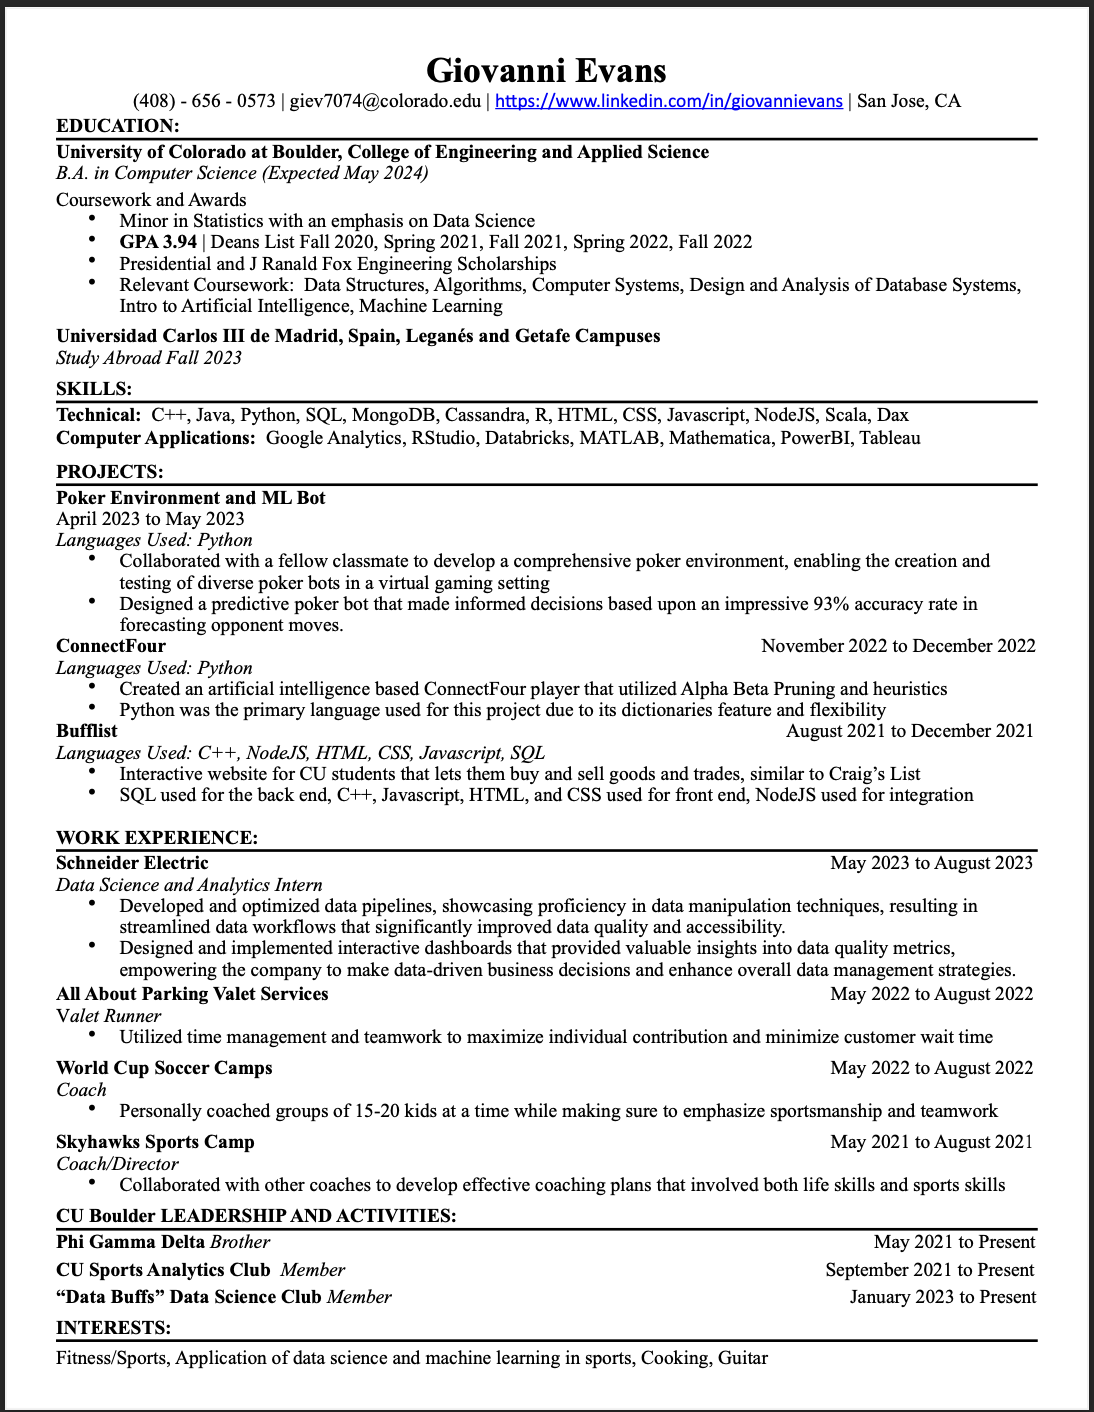 Giovanni Evans
(408) - 656 - 0573 | giev7074@colorado.edu | https://www.linkedin.com/in/giovannievans | San Jose, CA
EDUCATION:
University of Colorado at Boulder, College of Engineering and Applied Science
B.A. in Computer Science (Expected May 2024)
Coursework and Awards
• Minor in Statistics with an emphasis on Data Science
• GPA 3.94 | Deans List Fall 2020, Spring 2021, Fall 2021, Spring 2022, Fall 2022
• Presidential and J Ranald Fox Engineering Scholarships
• Relevant Coursework: Data Structures, Algorithms, Computer Systems, Design and Analysis of Database Systems,
Intro to Artificial Intelligence, Machine Learning
Universidad Carlos III de Madrid, Spain, Leganés and Getafe Campuses
Study Abroad Fall 2023
SKILLS:
Technical: C++, Java, Python, SQL, MongoDB, Cassandra, R, HTML, CSS, Javascript, NodeJS, Scala, Dax
Computer Applications: Google Analytics, RStudio, Databricks, MATLAB, Mathematica, PowerBI, Tableau
PROJECTS:
Poker Environment and ML Bot
April 2023 to May 2023
Languages Used: Python
• Collaborated with a fellow classmate to develop a comprehensive poker environment, enabling the creation and
testing of diverse poker bots in a virtual gaming setting
• Designed a predictive poker bot that made informed decisions based upon an impressive 93% accuracy rate in
forecasting opponent moves.
ConnectFour November 2022 to December 2022
Languages Used: Python
• Created an artificial intelligence based ConnectFour player that utilized Alpha Beta Pruning and heuristics
• Python was the primary language used for this project due to its dictionaries feature and flexibility
Bufflist August 2021 to December 2021
Languages Used: C++, NodeJS, HTML, CSS, Javascript, SQL
• Interactive website for CU students that lets them buy and sell goods and trades, similar to Craig's List
• SQL used for the back end, C++, Javascript, HTML, and CSS used for front end, NodeJS used for integration
WORK EXPERIENCE:
Schneider Electric May 2023 to August 2023
Data Science and Analytics Intern
• Developed and optimized data pipelines, showcasing proficiency in data manipulation techniques, resulting in
streamlined data workflows that significantly improved data quality and accessibility.
• Designed and implemented interactive dashboards that provided valuable insights into data quality metrics,
empowering the company to make data-driven business decisions and enhance overall data management strategies.
All About Parking Valet Services May 2022 to August 2022
Valet Runner
• Utilized time management and teamwork to maximize individual contribution and minimize customer wait time
World Cup Soccer Camps May 2022 to August 2022
Coach
• Personally coached groups of 15-20 kids at a time while making sure to emphasize sportsmanship and teamwork
Skyhawks Sports Camp May 2021 to August 2021
Coach/Director
• Collaborated with other coaches to develop effective coaching plans that involved both life skills and sports skills
CU Boulder LEADERSHIP AND ACTIVITIES:
Phi Gamma Delta Brother May 2021 to Present
CU Sports Analytics Club Member September 2021 to Present
“Data Buffs” Data Science Club Member January 2023 to Present
INTERESTS:
Fitness/Sports, Application of data science and machine learning in sports, Cooking, Guitar